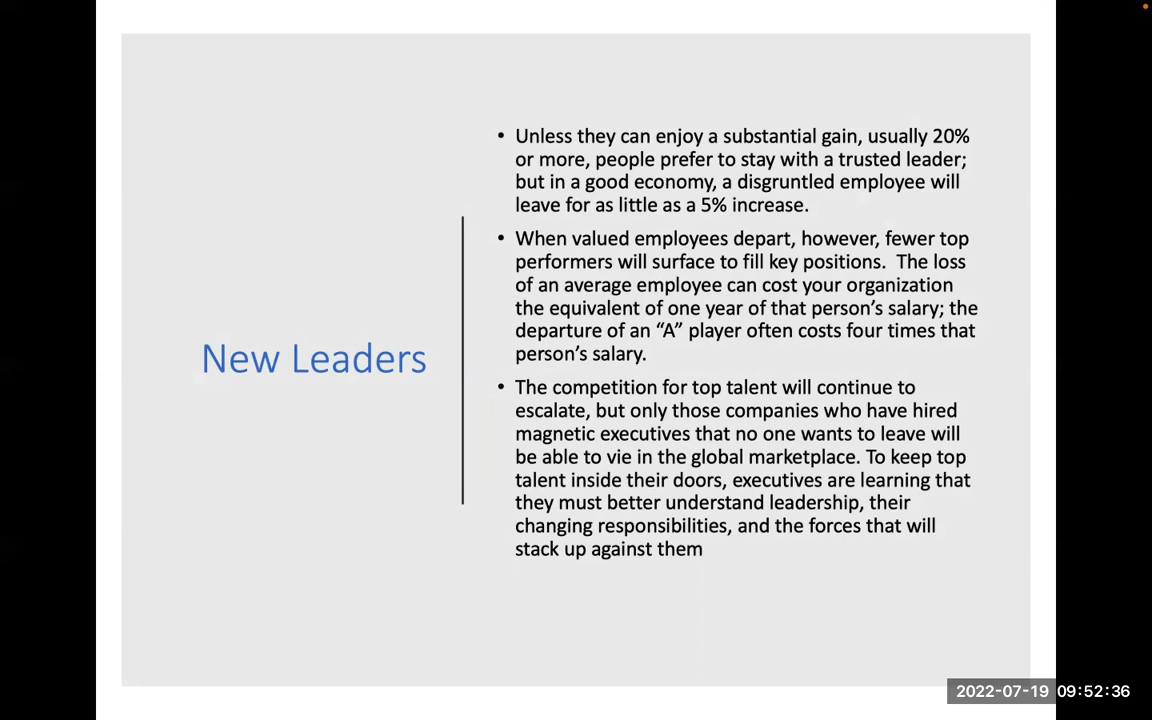 New Leaders
• Unless they can enjoy a substantial gain, usually 20%
or more, people prefer to stay with a trusted leader;
but in a good economy, a disgruntled employee will
leave for as little as a 5% increase.
• When valued employees depart, however, fewer top
performers will surface to fill key positions.  The loss
of an average employee can cost your organization
the equivalent of one year of that person’s salary; the
departure of an “A” player often costs four times that
person’s salary.
• The competition for top talent will continue to
escalate, but only those companies who have hired
magnetic executives that no one wants to leave will
be able to vie in the global marketplace. To keep top
talent inside their doors, executives are learning that
they must better understand leadership, their
changing responsibilities, and the forces that will
stack up against them
2022-07-19 09:52:36